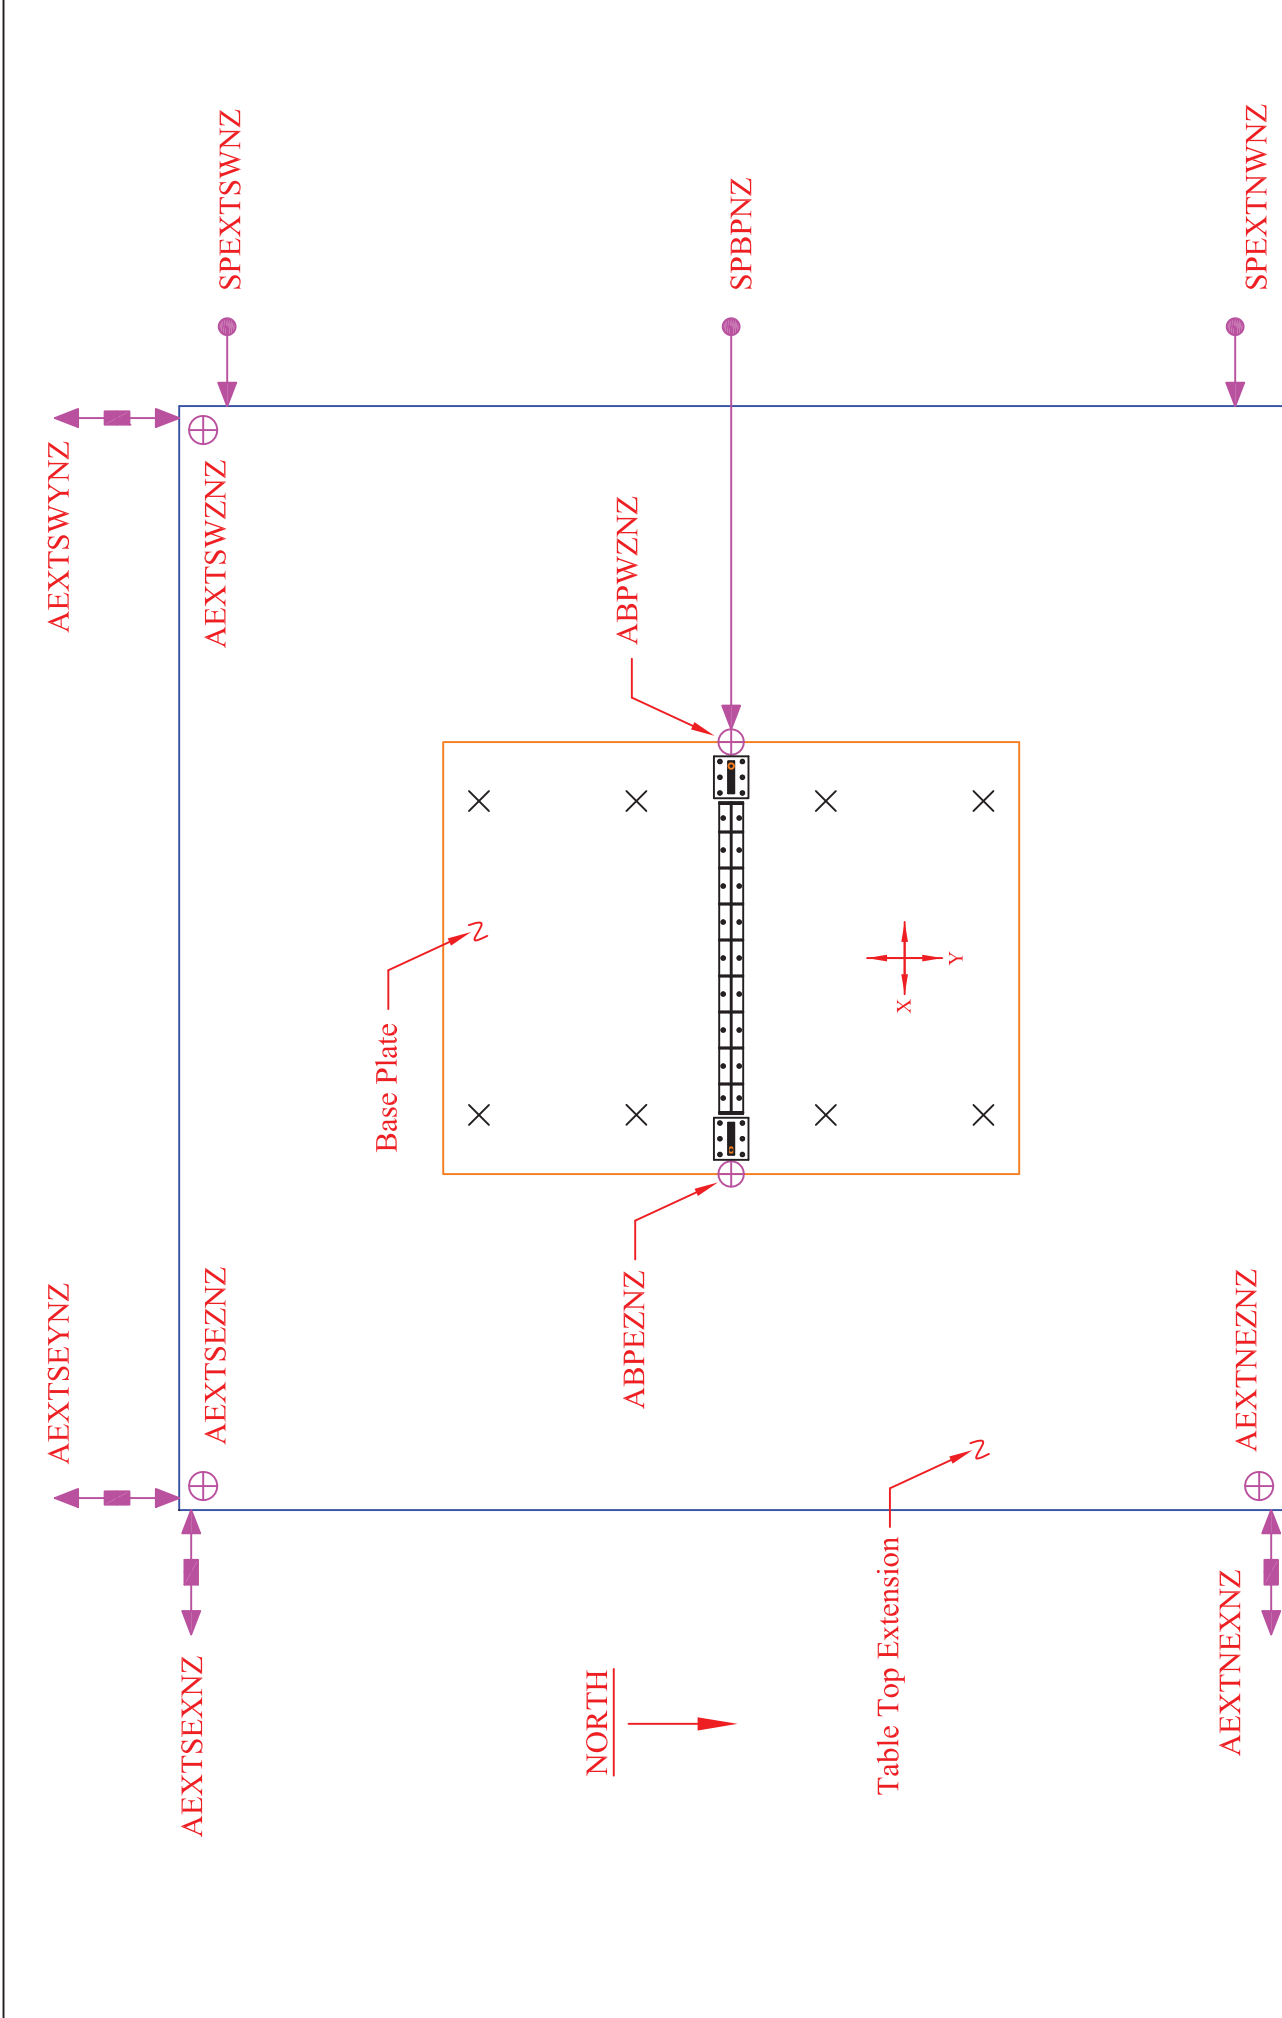 AEXTSEXNZ
AEXTSEYNZ
AEXTSEZNZ
AEXTSWYNZ
AEXTSWZNZ
SPEXTSWNZ
Base Plate
NORTH
ABPEZNZ
ABPWZNZ
SPBPNZ
Table Top Extension
X
Y
AEXTNEXNZ
AEXTNEZNZ
SPEXTNWNZ